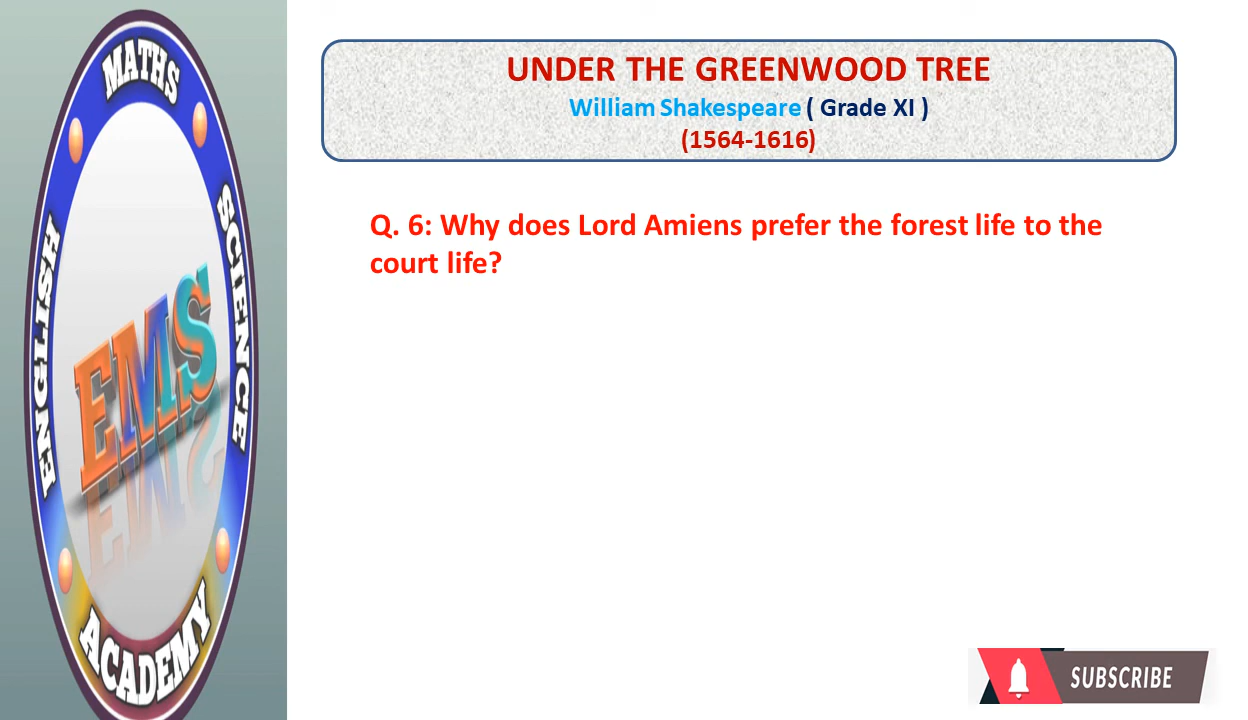 MATHS
ENGLISH
SCIENCE
EMS
ACADEMY
UNDER THE GREENWOOD TREE
William Shakespeare ( Grade XI )
(1564-1616)
Q. 6: Why does Lord Amiens prefer the forest life to the
court life?
SUBSCRIBE